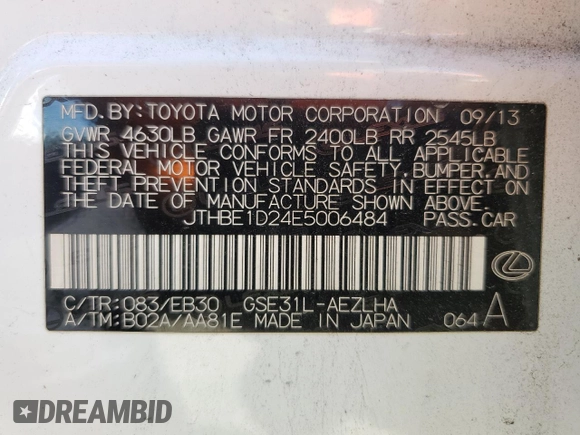 MFD. BY: TOYOTA MOTOR CORPORATION 09/13
GVWR 4630LB GAWR FR 2400LB RR 2545LB
THIS VEHICLE CONFORMS TO ALL APPLICABLE
FEDERAL MOTOR VEHICLE SAFETY, BUMPER, AND
THEFT PREVENTION STANDARDS IN EFFECT ON
THE DATE OF MANUFACTURE SHOWN ABOVE.
JTHBE1D24E5006484 PASS. CAR
C/TR: 083/EB30 GSE31L-AEZLHA
A/TM: B02A/AA81E MADE IN JAPAN 064 A
DREAMBID